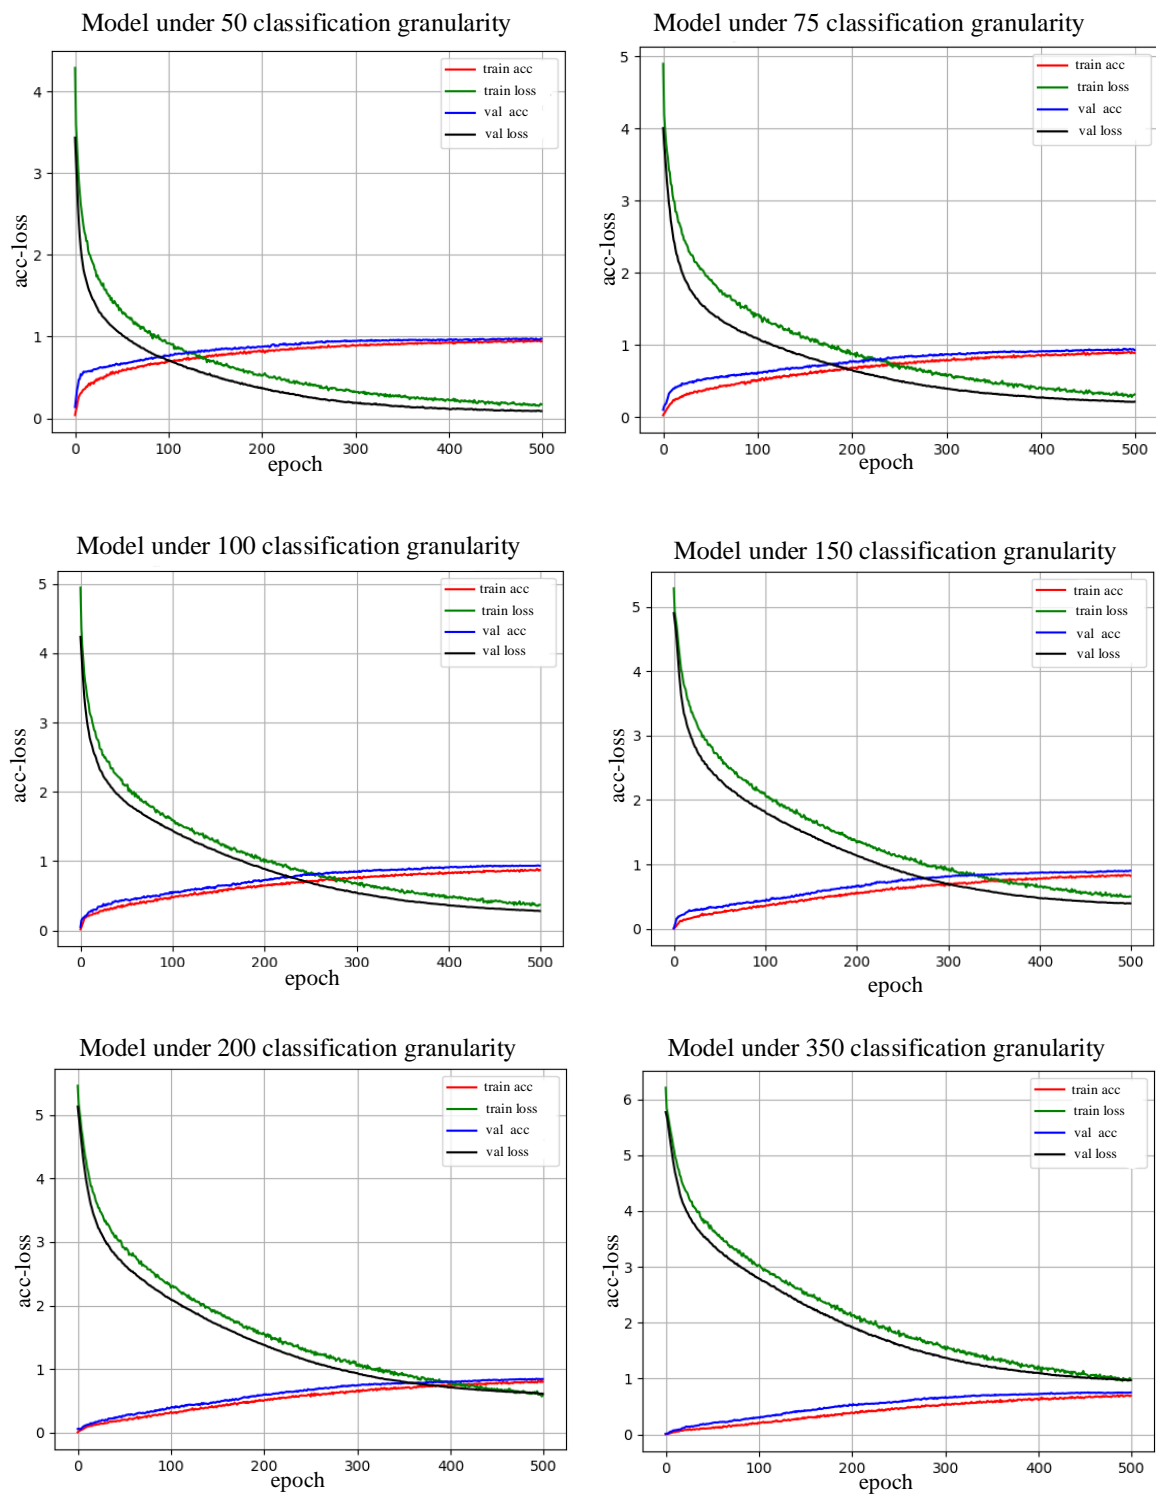 Model under 50 classification granularity
train acc
train loss
val acc
val loss
acc-loss
4
3
2
1
0
0 100 200 300 400 500
epoch
Model under 75 classification granularity
train acc
train loss
val acc
val loss
acc-loss
5
4
3
2
1
0
0 100 200 300 400 500
epoch
Model under 100 classification granularity
train acc
train loss
val acc
val loss
acc-loss
5
4
3
2
1
0
0 100 200 300 400 500
epoch
Model under 150 classification granularity
train acc
train loss
val acc
val loss
acc-loss
5
4
3
2
1
0
0 100 200 300 400 500
epoch
Model under 200 classification granularity
train acc
train loss
val acc
val loss
acc-loss
5
4
3
2
1
0
0 100 200 300 400 500
epoch
Model under 350 classification granularity
train acc
train loss
val acc
val loss
acc-loss
6
5
4
3
2
1
0
0 100 200 300 400 500
epoch